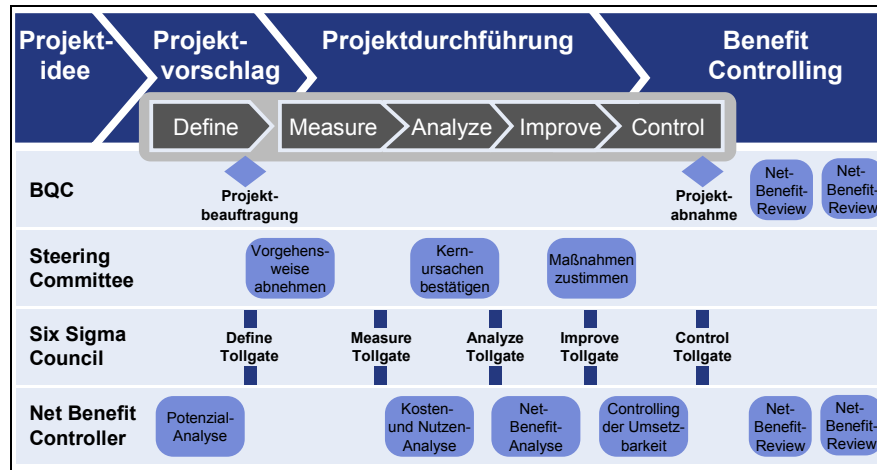 Projekt-
idee
Projekt-
vorschlag
Projektdurchführung
Benefit
Controlling
Define
Measure
Analyze
Improve
Control
BQC
Projekt-
beauftragung
Projekt-
abnahme
Net-
Benefit-
Review
Net-
Benefit-
Review
Steering
Committee
Vorgehens-
weise
abnehmen
Kern-
ursachen
bestätigen
Maßnahmen
zustimmen
Six Sigma
Council
Define
Tollgate
Measure
Tollgate
Analyze
Tollgate
Improve
Tollgate
Control
Tollgate
Net Benefit
Controller
Potenzial-
Analyse
Kosten-
und Nutzen-
Analyse
Net-
Benefit-
Analyse
Controlling
der Umsetz-
barkeit
Net-
Benefit-
Review
Net-
Benefit-
Review